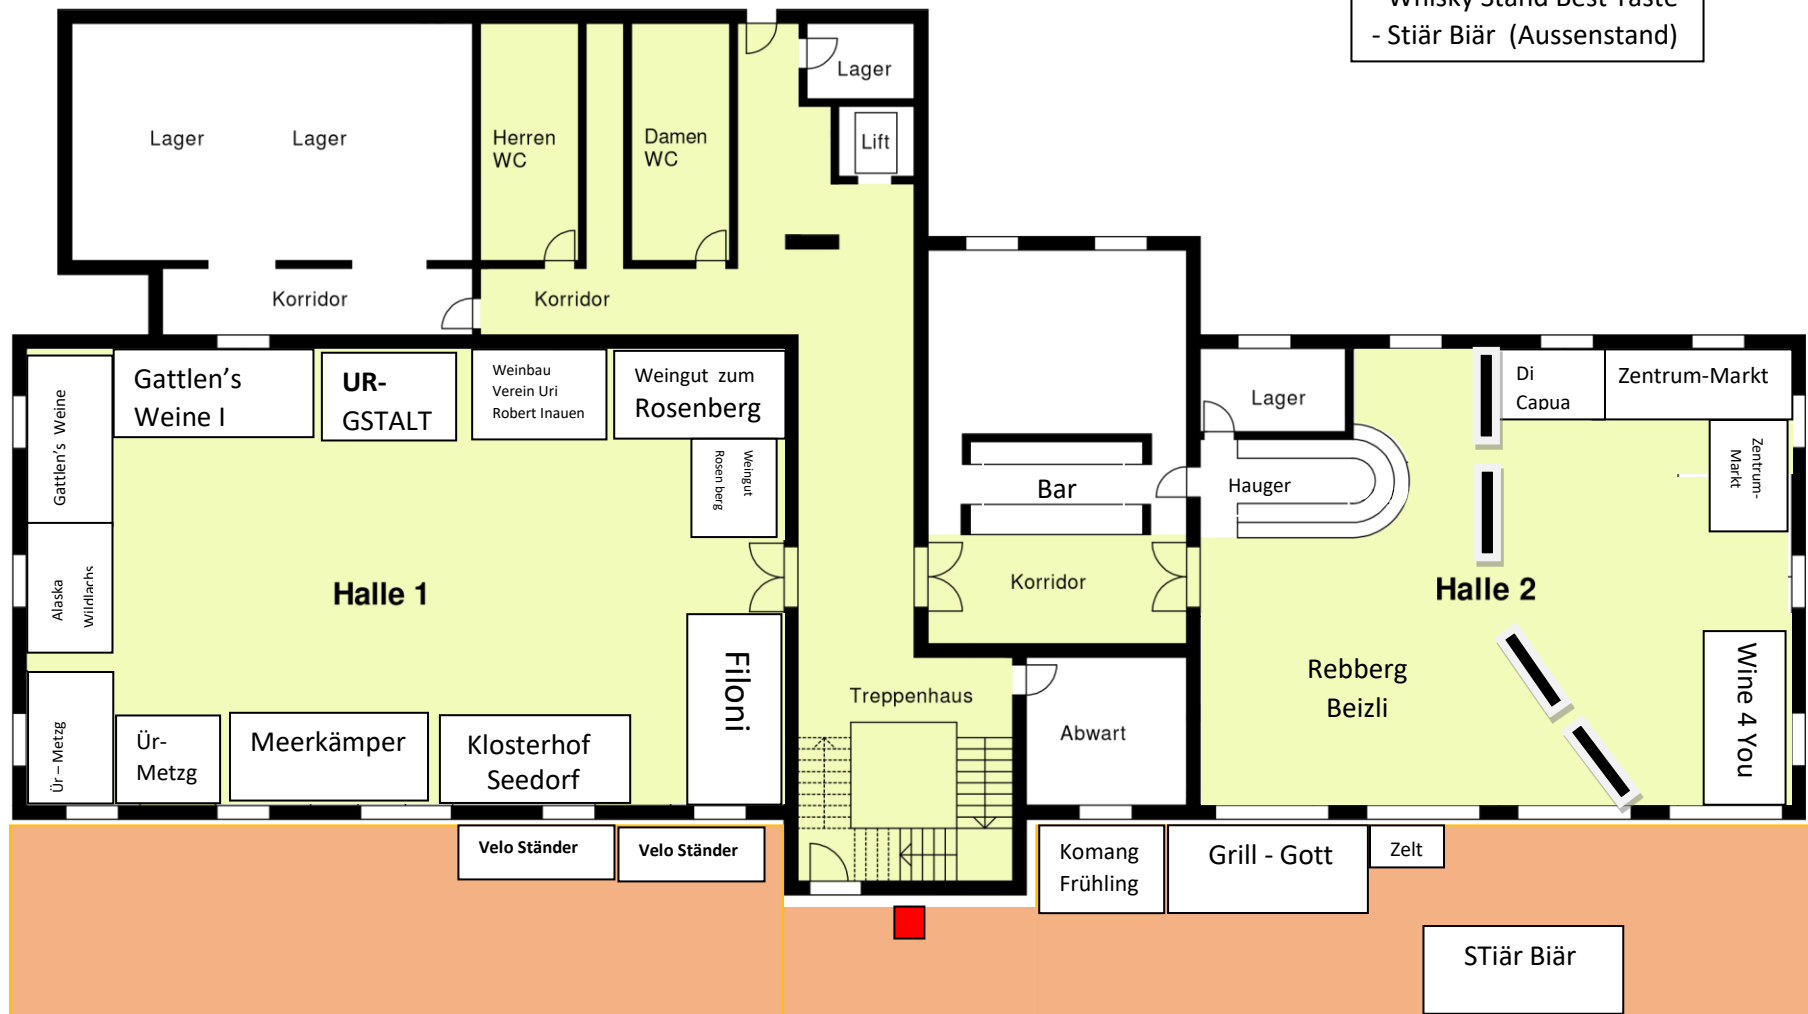 Whisky Stand Best Taste
- Stiär Biär (Aussenstand)
Lager
Lager
Lager
Herren
WC
Damen
WC
Lift
Korridor
Korridor
Gattlen's
Weine I
UR-
GSTALT
Weinbau
Verein Uri
Robert Inauen
Weingut zum
Rosenberg
Gattlen's Weine
Weingut
Rosen berg
Alaska
Wildlachs
Halle 1
Filoni
Ür – Metzg
Ür-
Metzg
Meerkämper
Klosterhof
Seedorf
Treppenhaus
Bar
Korridor
Abwart
Lager
Hauger
Di
Capua
Zentrum-Markt
Zentrum-
Markt
Halle 2
Rebberg
Beizli
Wine 4 You
Velo Ständer
Velo Ständer
Komang
Frühling
Grill - Gott
Zelt
STiär Biär